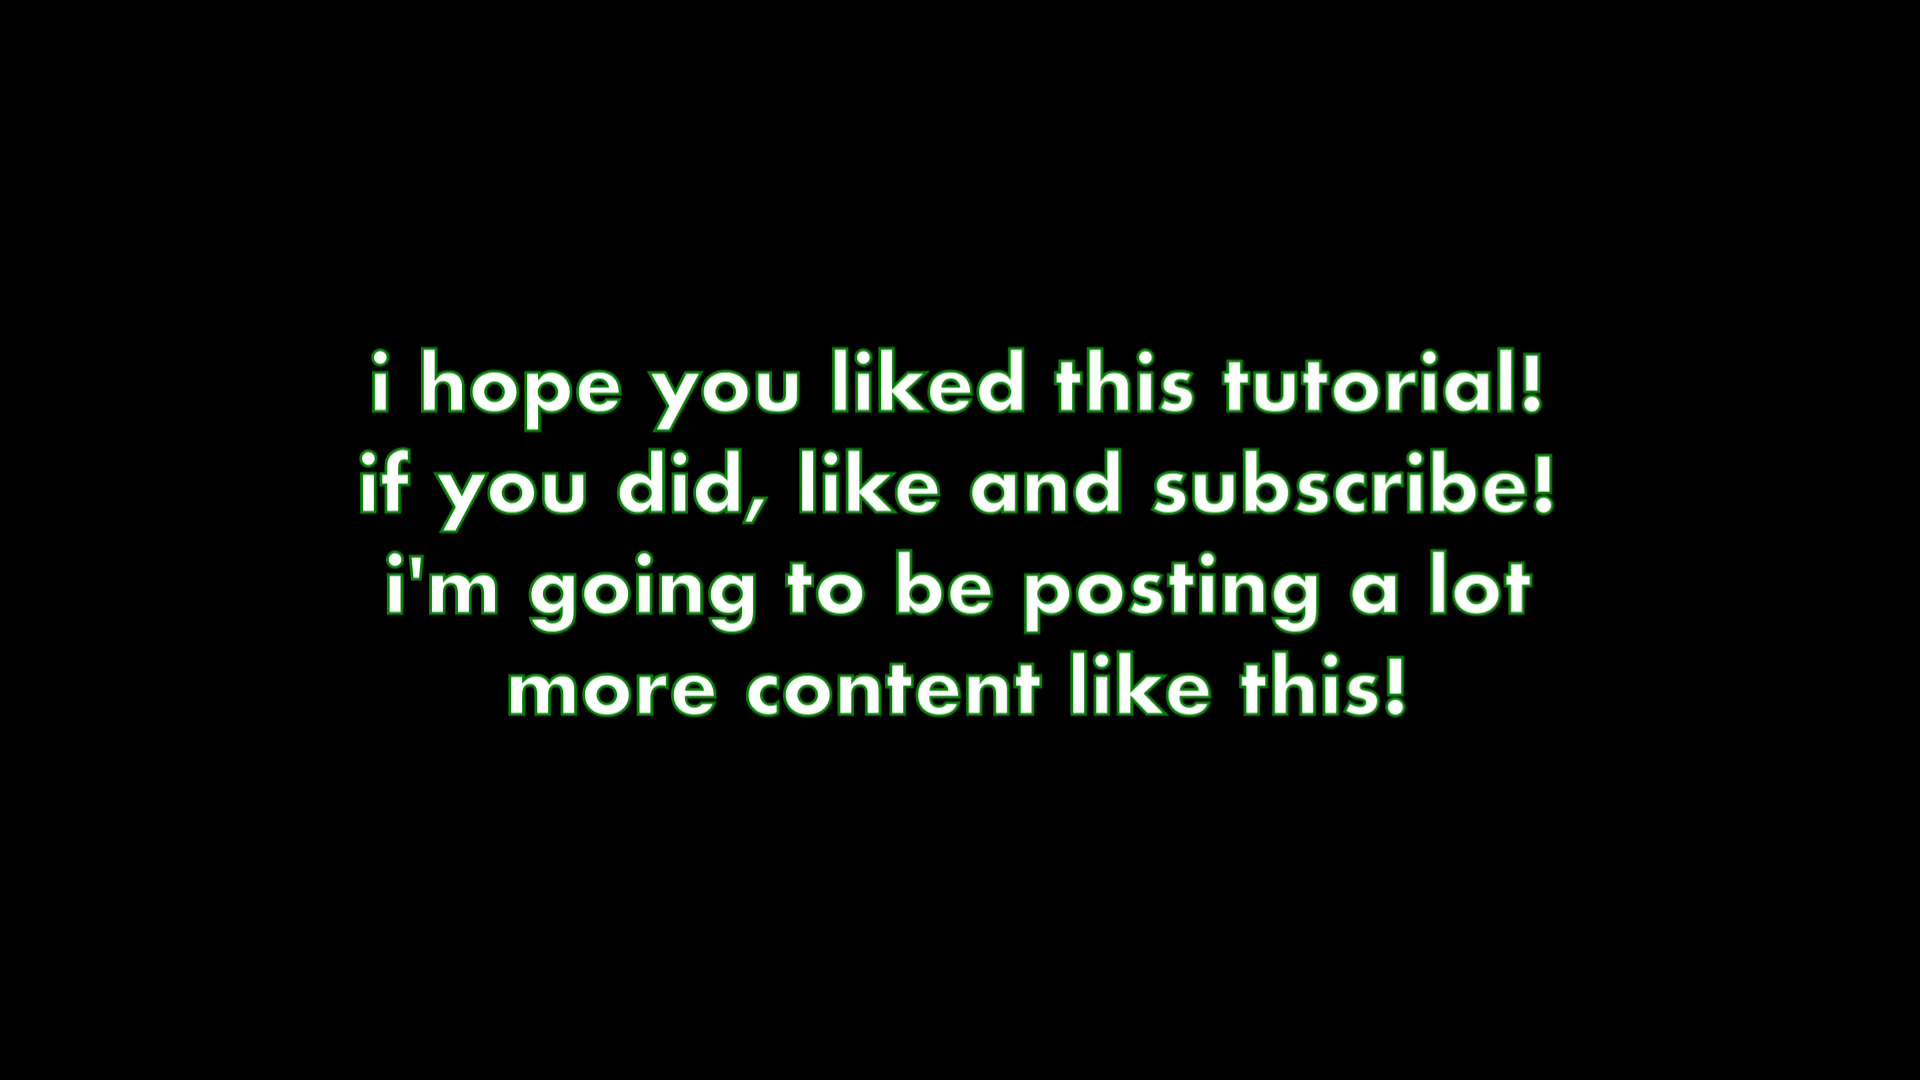 i hope you liked this tutorial!
if you did, like and subscribe!
i'm going to be posting a lot
more content like this!